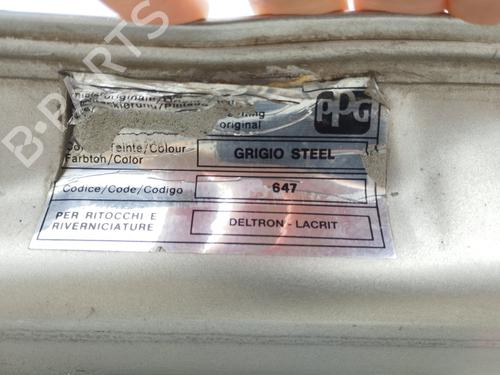 B-PARTS
PPG
original
Teinte/Colour
Farbton/Color
GRIGIO STEEL
Codice/Code/Codigo
647
PER RITOCCHI E
RIVERNICIATURE
DELTRON - LACRIT